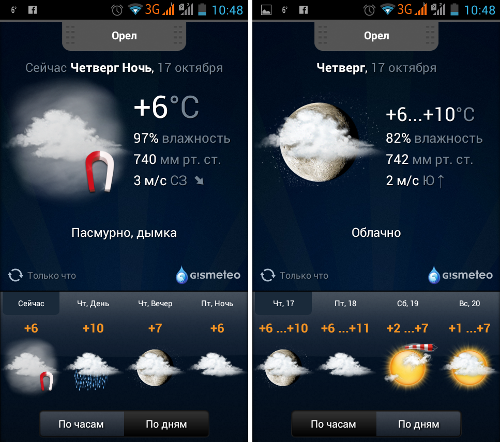 6°
3G
10:48
Орел
Сейчас Четверг Ночь, 17 октября
+6°C
97% влажность
740 мм рт. ст.
3 м/с СЗ ↘
Пасмурно, дымка
Только что
GISMETEO
Сейчас
Чт, День
Чт, Вечер
Пт, Ночь
+6
+10
+7
+6
По часам
По дням
6°
3G
10:48
Орел
Четверг, 17 октября
+6...+10°C
82% влажность
742 мм рт. ст.
2 м/с Ю ↑
Облачно
Только что
GISMETEO
Чт, 17
Пт, 18
Сб, 19
Вс, 20
+6 ...+10
+6 ...+11
+2 ...+7
+1 ...+7
По часам
По дням